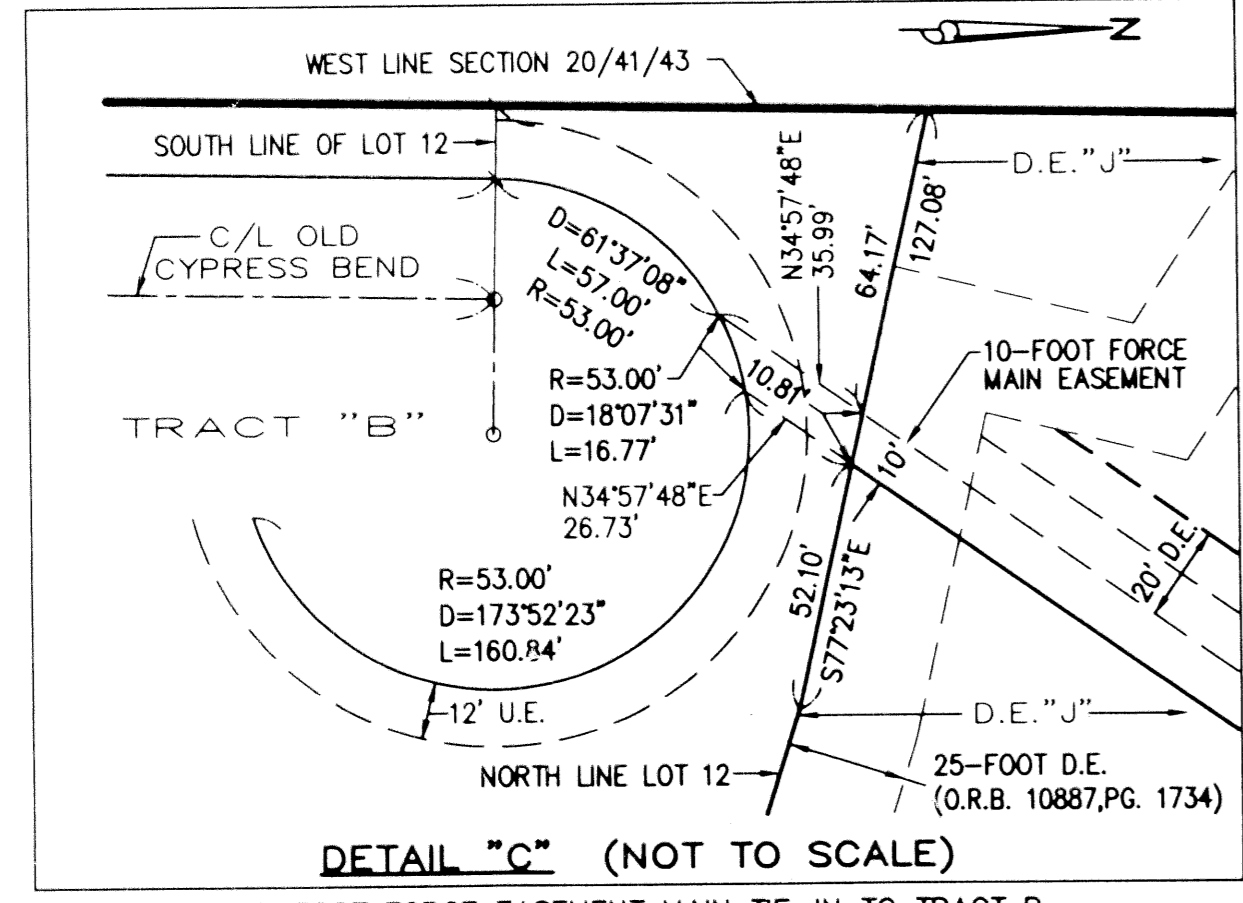 N
WEST LINE SECTION 20/41/43
SOUTH LINE OF LOT 12
D.E."J"
N34°57'48"E
35.99'
127.08'
64.17'
C/L OLD
CYPRESS BEND
D=61°37'08"
L=57.00'
R=53.00'
10-FOOT FORCE
MAIN EASEMENT
R=53.00'
D=18°07'31"
L=16.77'
10.81'
TRACT "B"
10'
N34°57'48"E
26.73'
20' D.E.
52.10'
S77°23'13"E
R=53.00'
D=173°52'23"
L=160.84'
12' U.E.
D.E."J"
NORTH LINE LOT 12
25-FOOT D.E.
(O.R.B. 10887,PG. 1734)
DETAIL "C" (NOT TO SCALE)